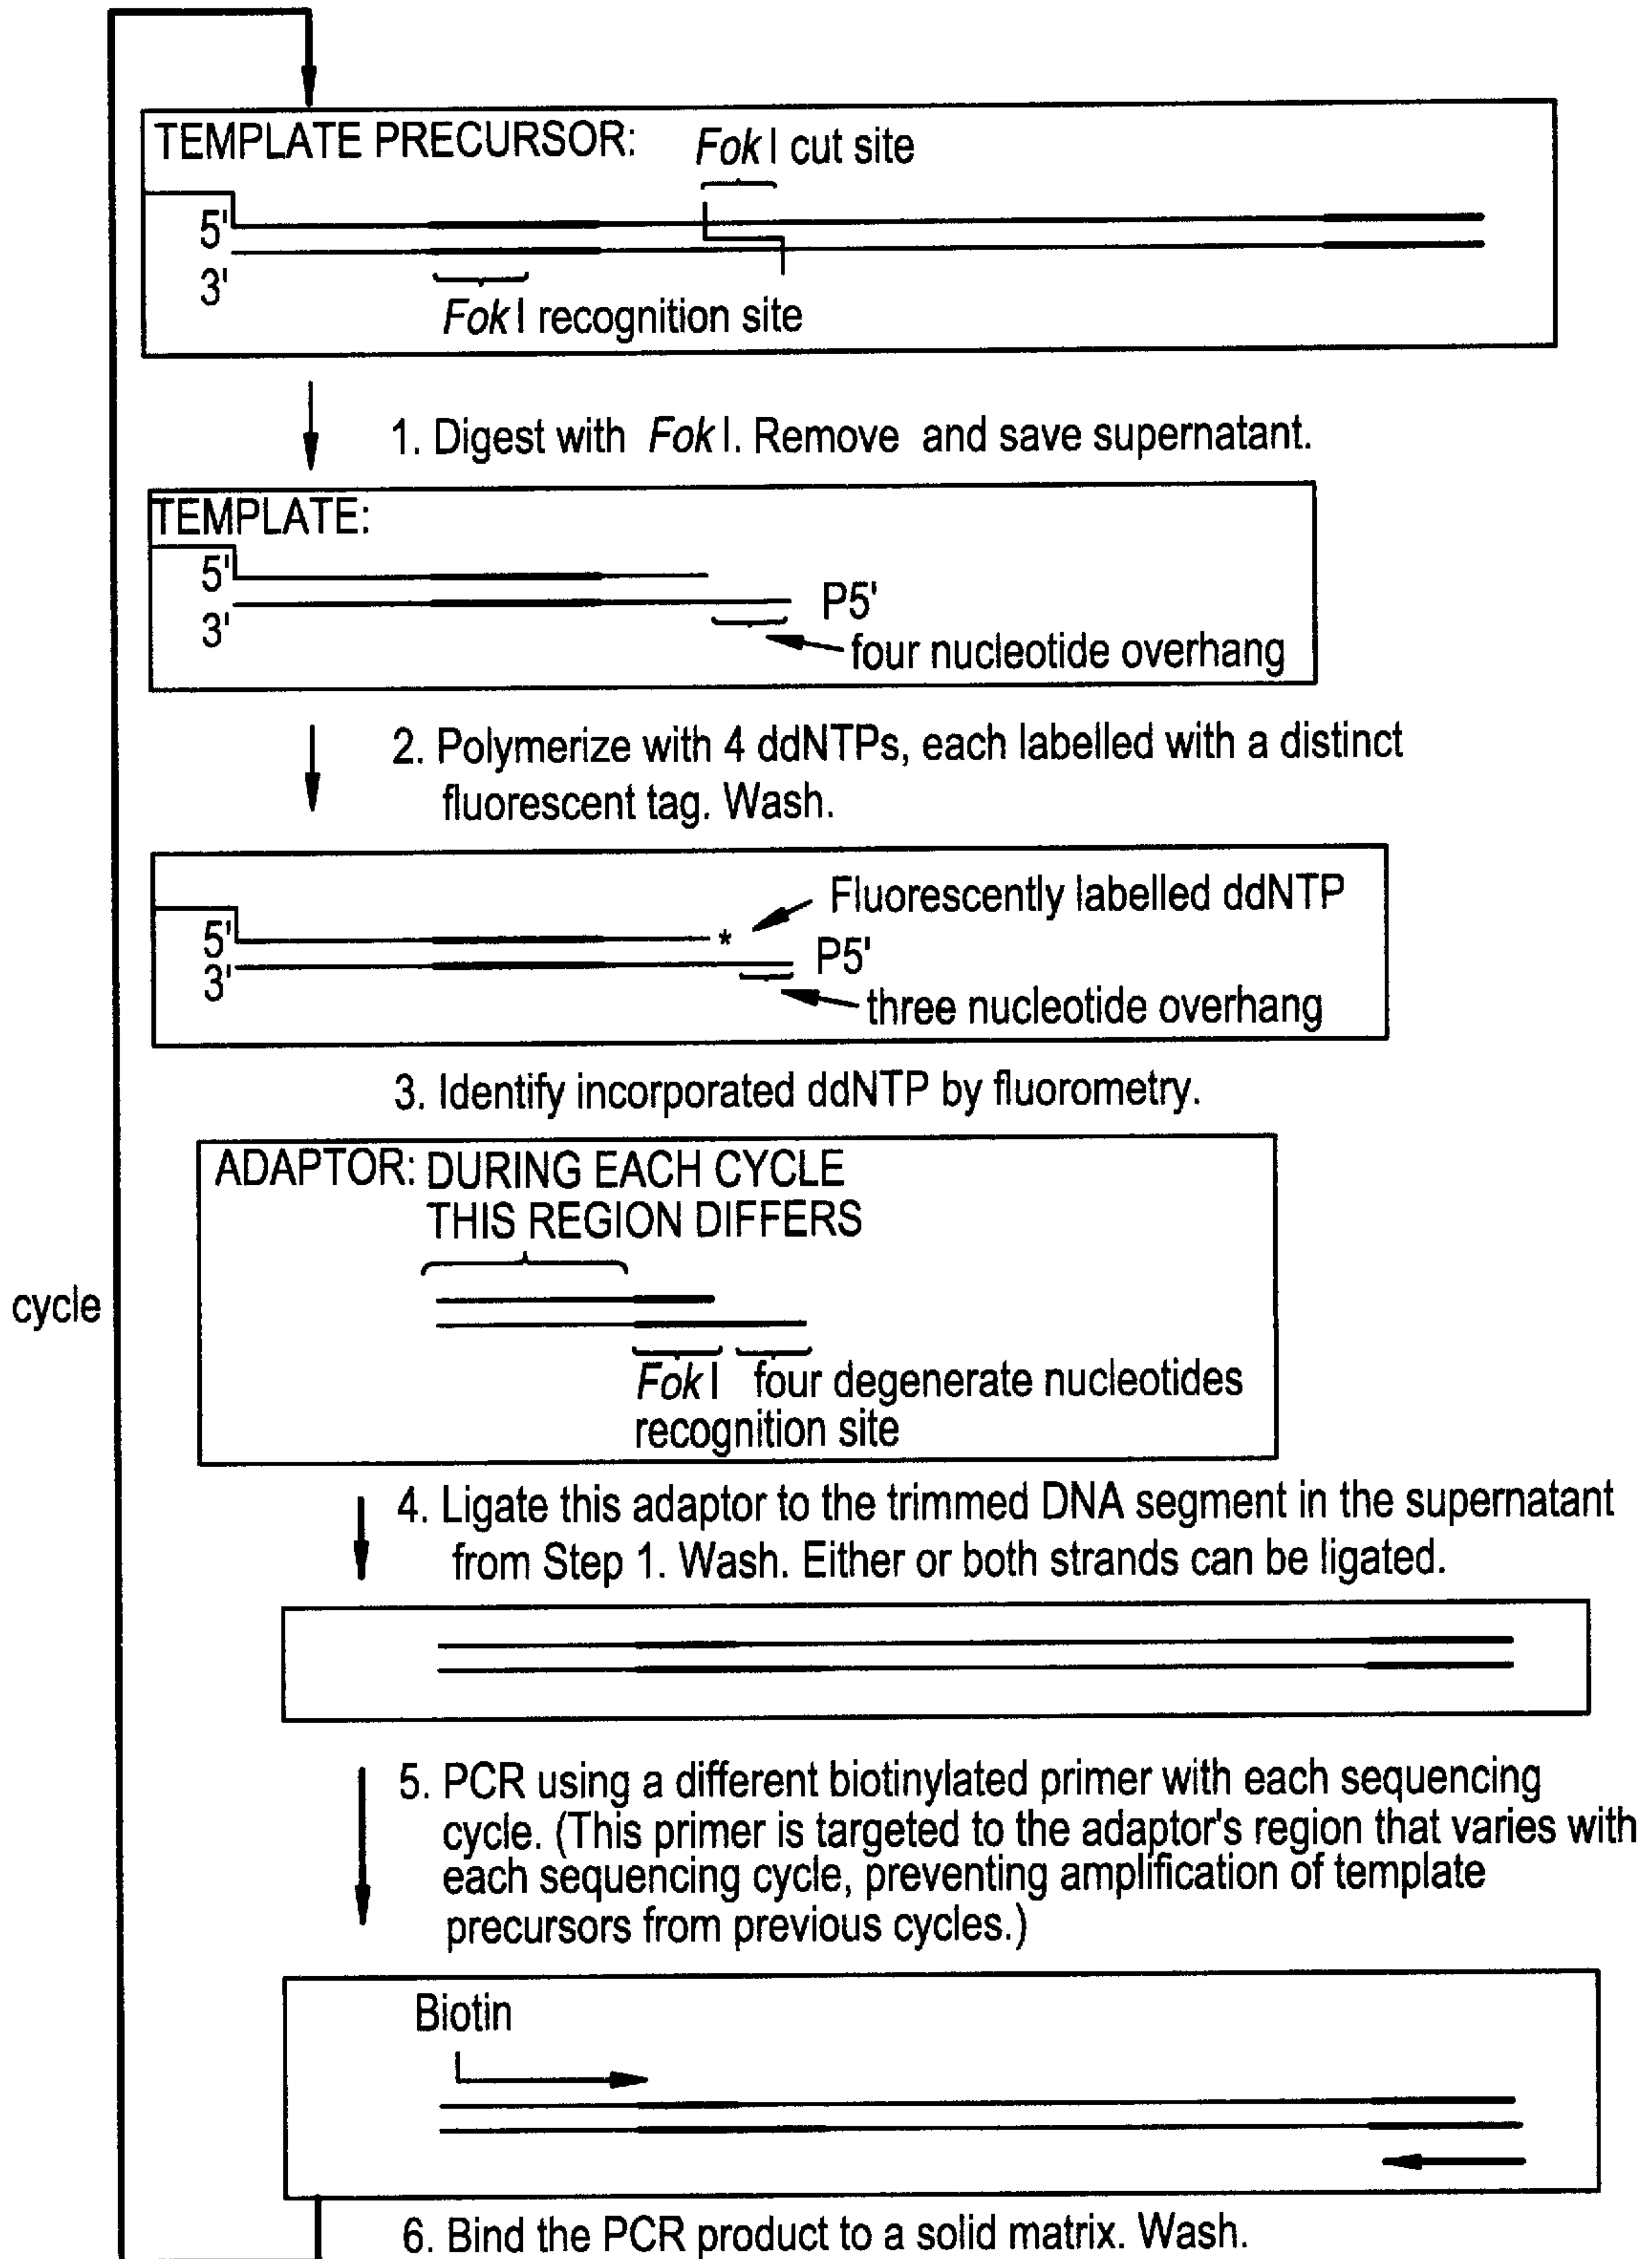 TEMPLATE PRECURSOR: Fok I cut site
5'
3'
Fok I recognition site
1. Digest with Fok I. Remove and save supernatant.
TEMPLATE:
5'
P5'
3'
four nucleotide overhang
2. Polymerize with 4 ddNTPs, each labelled with a distinct
fluorescent tag. Wash.
Fluorescently labelled ddNTP
5' *
P5'
3'
three nucleotide overhang
3. Identify incorporated ddNTP by fluorometry.
ADAPTOR: DURING EACH CYCLE
THIS REGION DIFFERS
cycle
Fok I four degenerate nucleotides
recognition site
4. Ligate this adaptor to the trimmed DNA segment in the supernatant
from Step 1. Wash. Either or both strands can be ligated.
5. PCR using a different biotinylated primer with each sequencing
cycle. (This primer is targeted to the adaptor's region that varies with
each sequencing cycle, preventing amplification of template
precursors from previous cycles.)
Biotin
6. Bind the PCR product to a solid matrix. Wash.